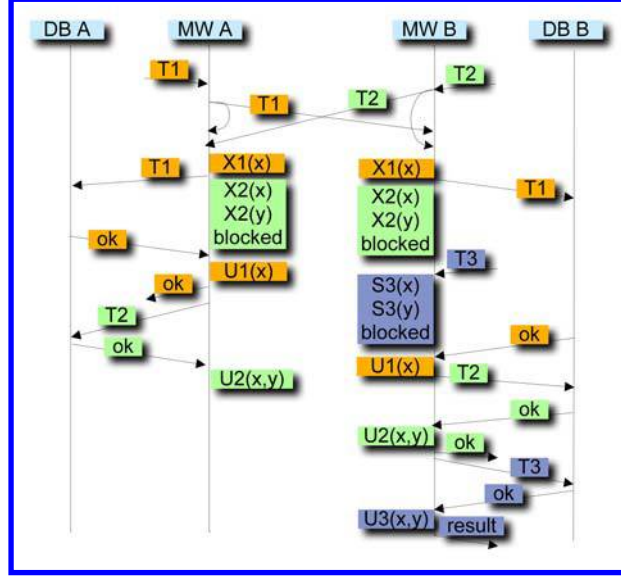 DB A
MW A
MW B
DB B
T1
T2
T1
T2
T1
X1(x)
X1(x)
T1
X2(x)
X2(y)
blocked
X2(x)
X2(y)
blocked
ok
T3
U1(x)
S3(x)
S3(y)
blocked
ok
T2
ok
ok
U1(x)
T2
U2(x,y)
ok
U2(x,y)
ok
T3
ok
U3(x,y)
result